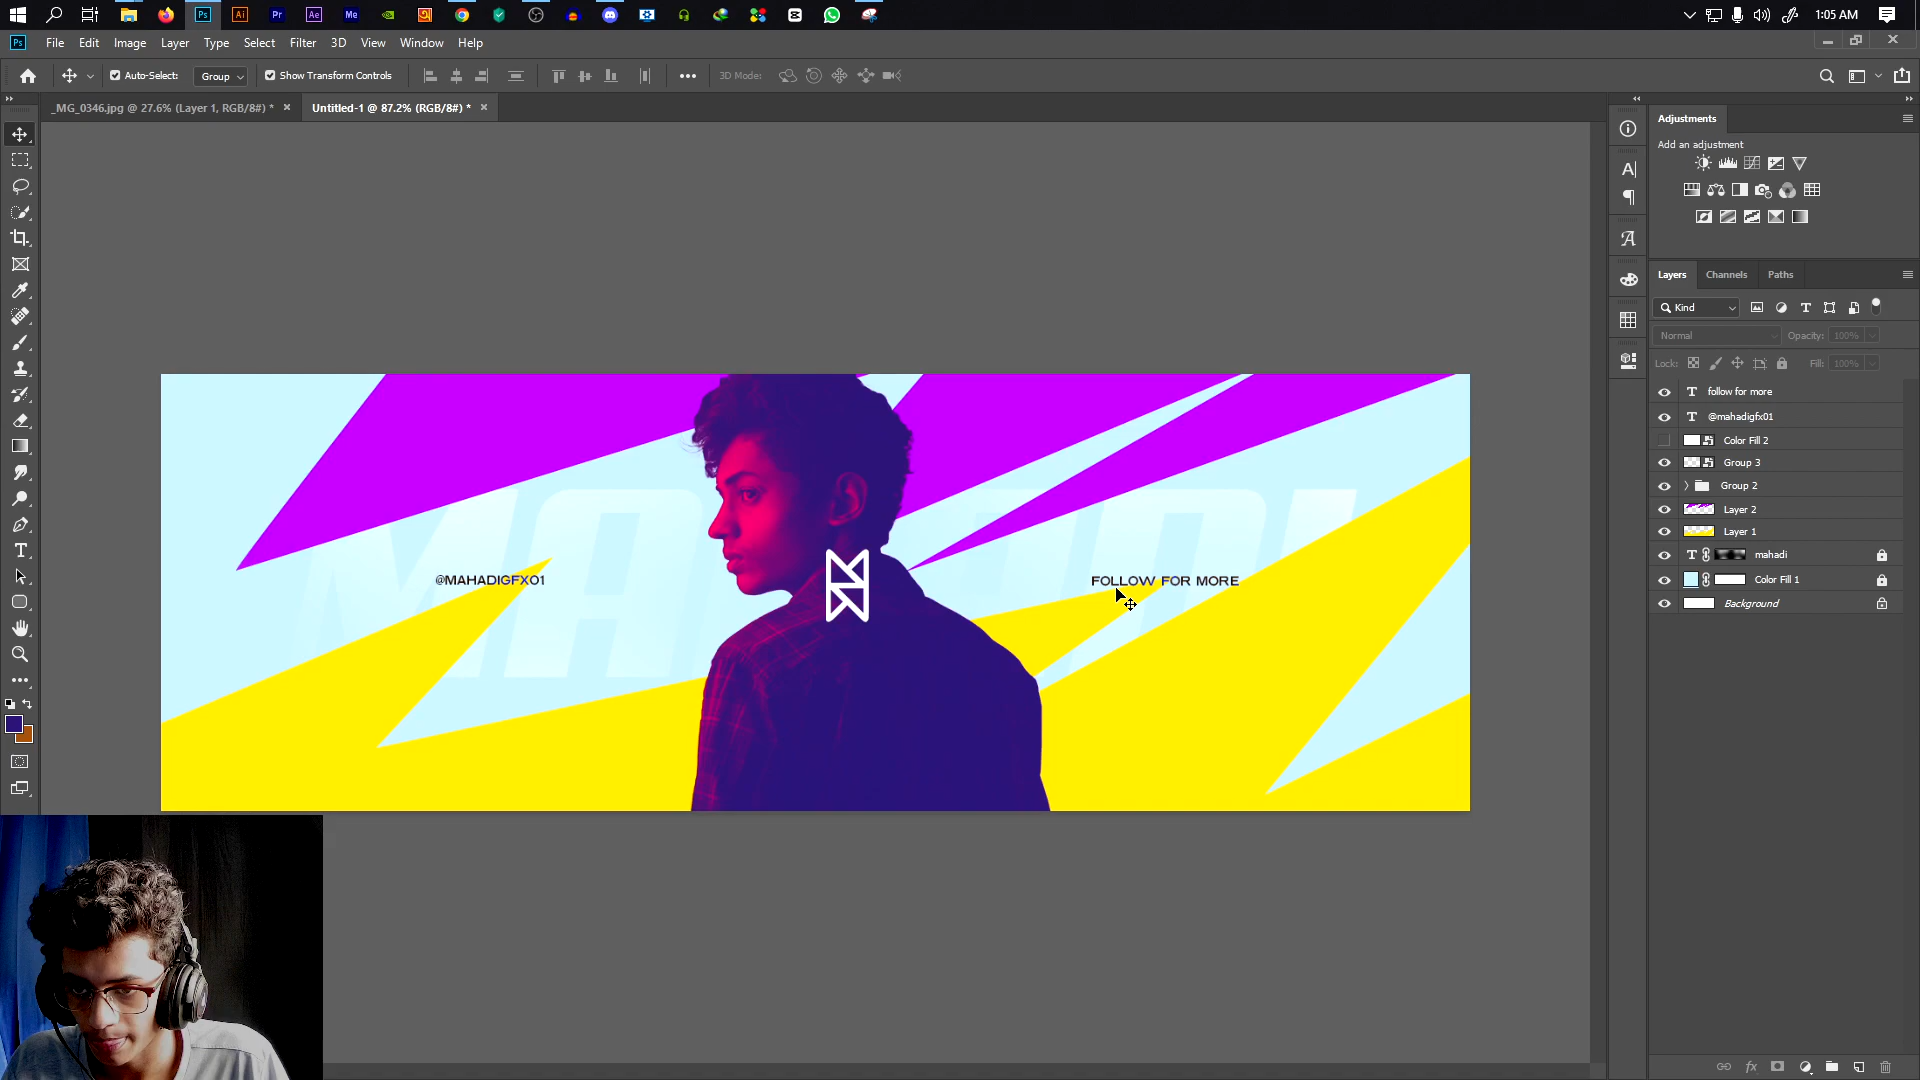 1:05 AM
File Edit Image Layer Type Select Filter 3D View Window Help
Auto-Select: Group Show Transform Controls 3D Mode:
_MG_0346.jpg @ 27.6% (Layer 1, RGB/8#) * Untitled-1 @ 87.2% (RGB/8#) *
Adjustments
Add an adjustment
Layers Channels Paths
Kind
Normal Opacity: 100%
Lock: Fill: 100%
follow for more
@mahadigfx01
Color Fill 2
Group 3
Group 2
Layer 2
Layer 1
mahadi
Color Fill 1
Background
MAHADI
@MAHADIGFX01
FOLLOW FOR MORE